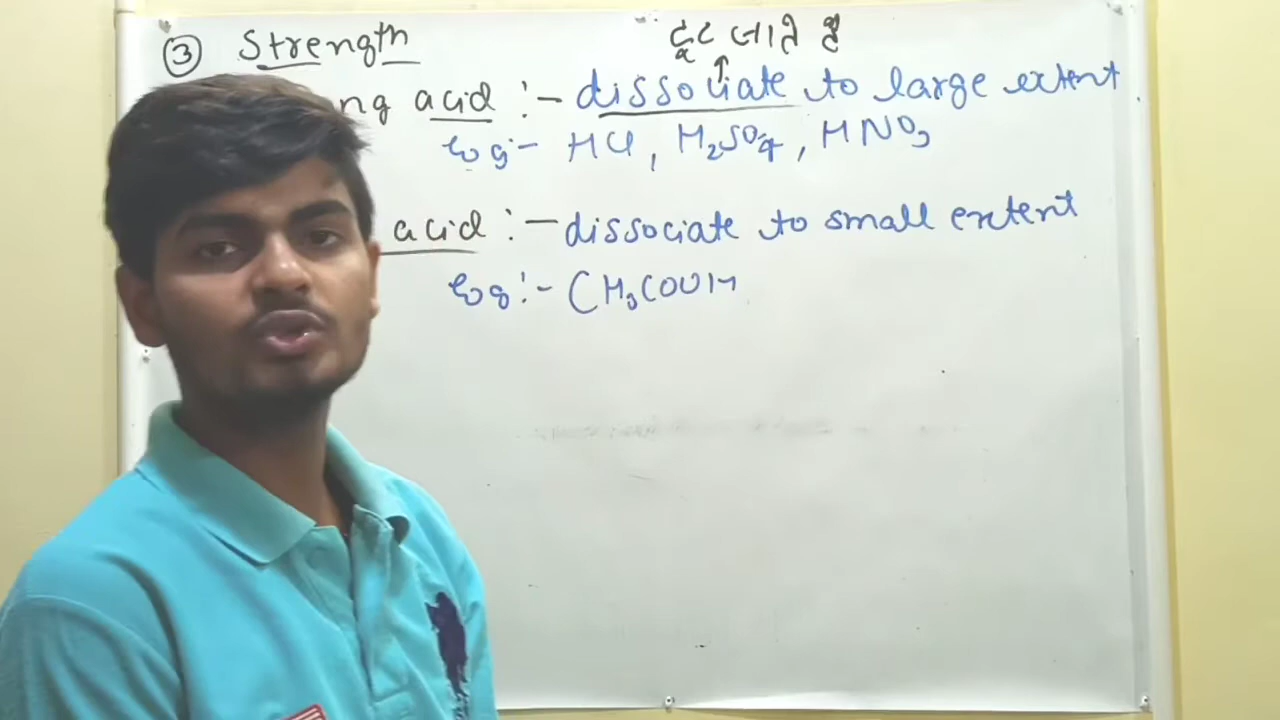 ③ Strength
टूट जाते है
ng acid :- dissociate to large extent.
Eg:- HCl, H₂SO₄, HNO₃
acid :- dissociate to small extent
Eg:- CH₃COOH